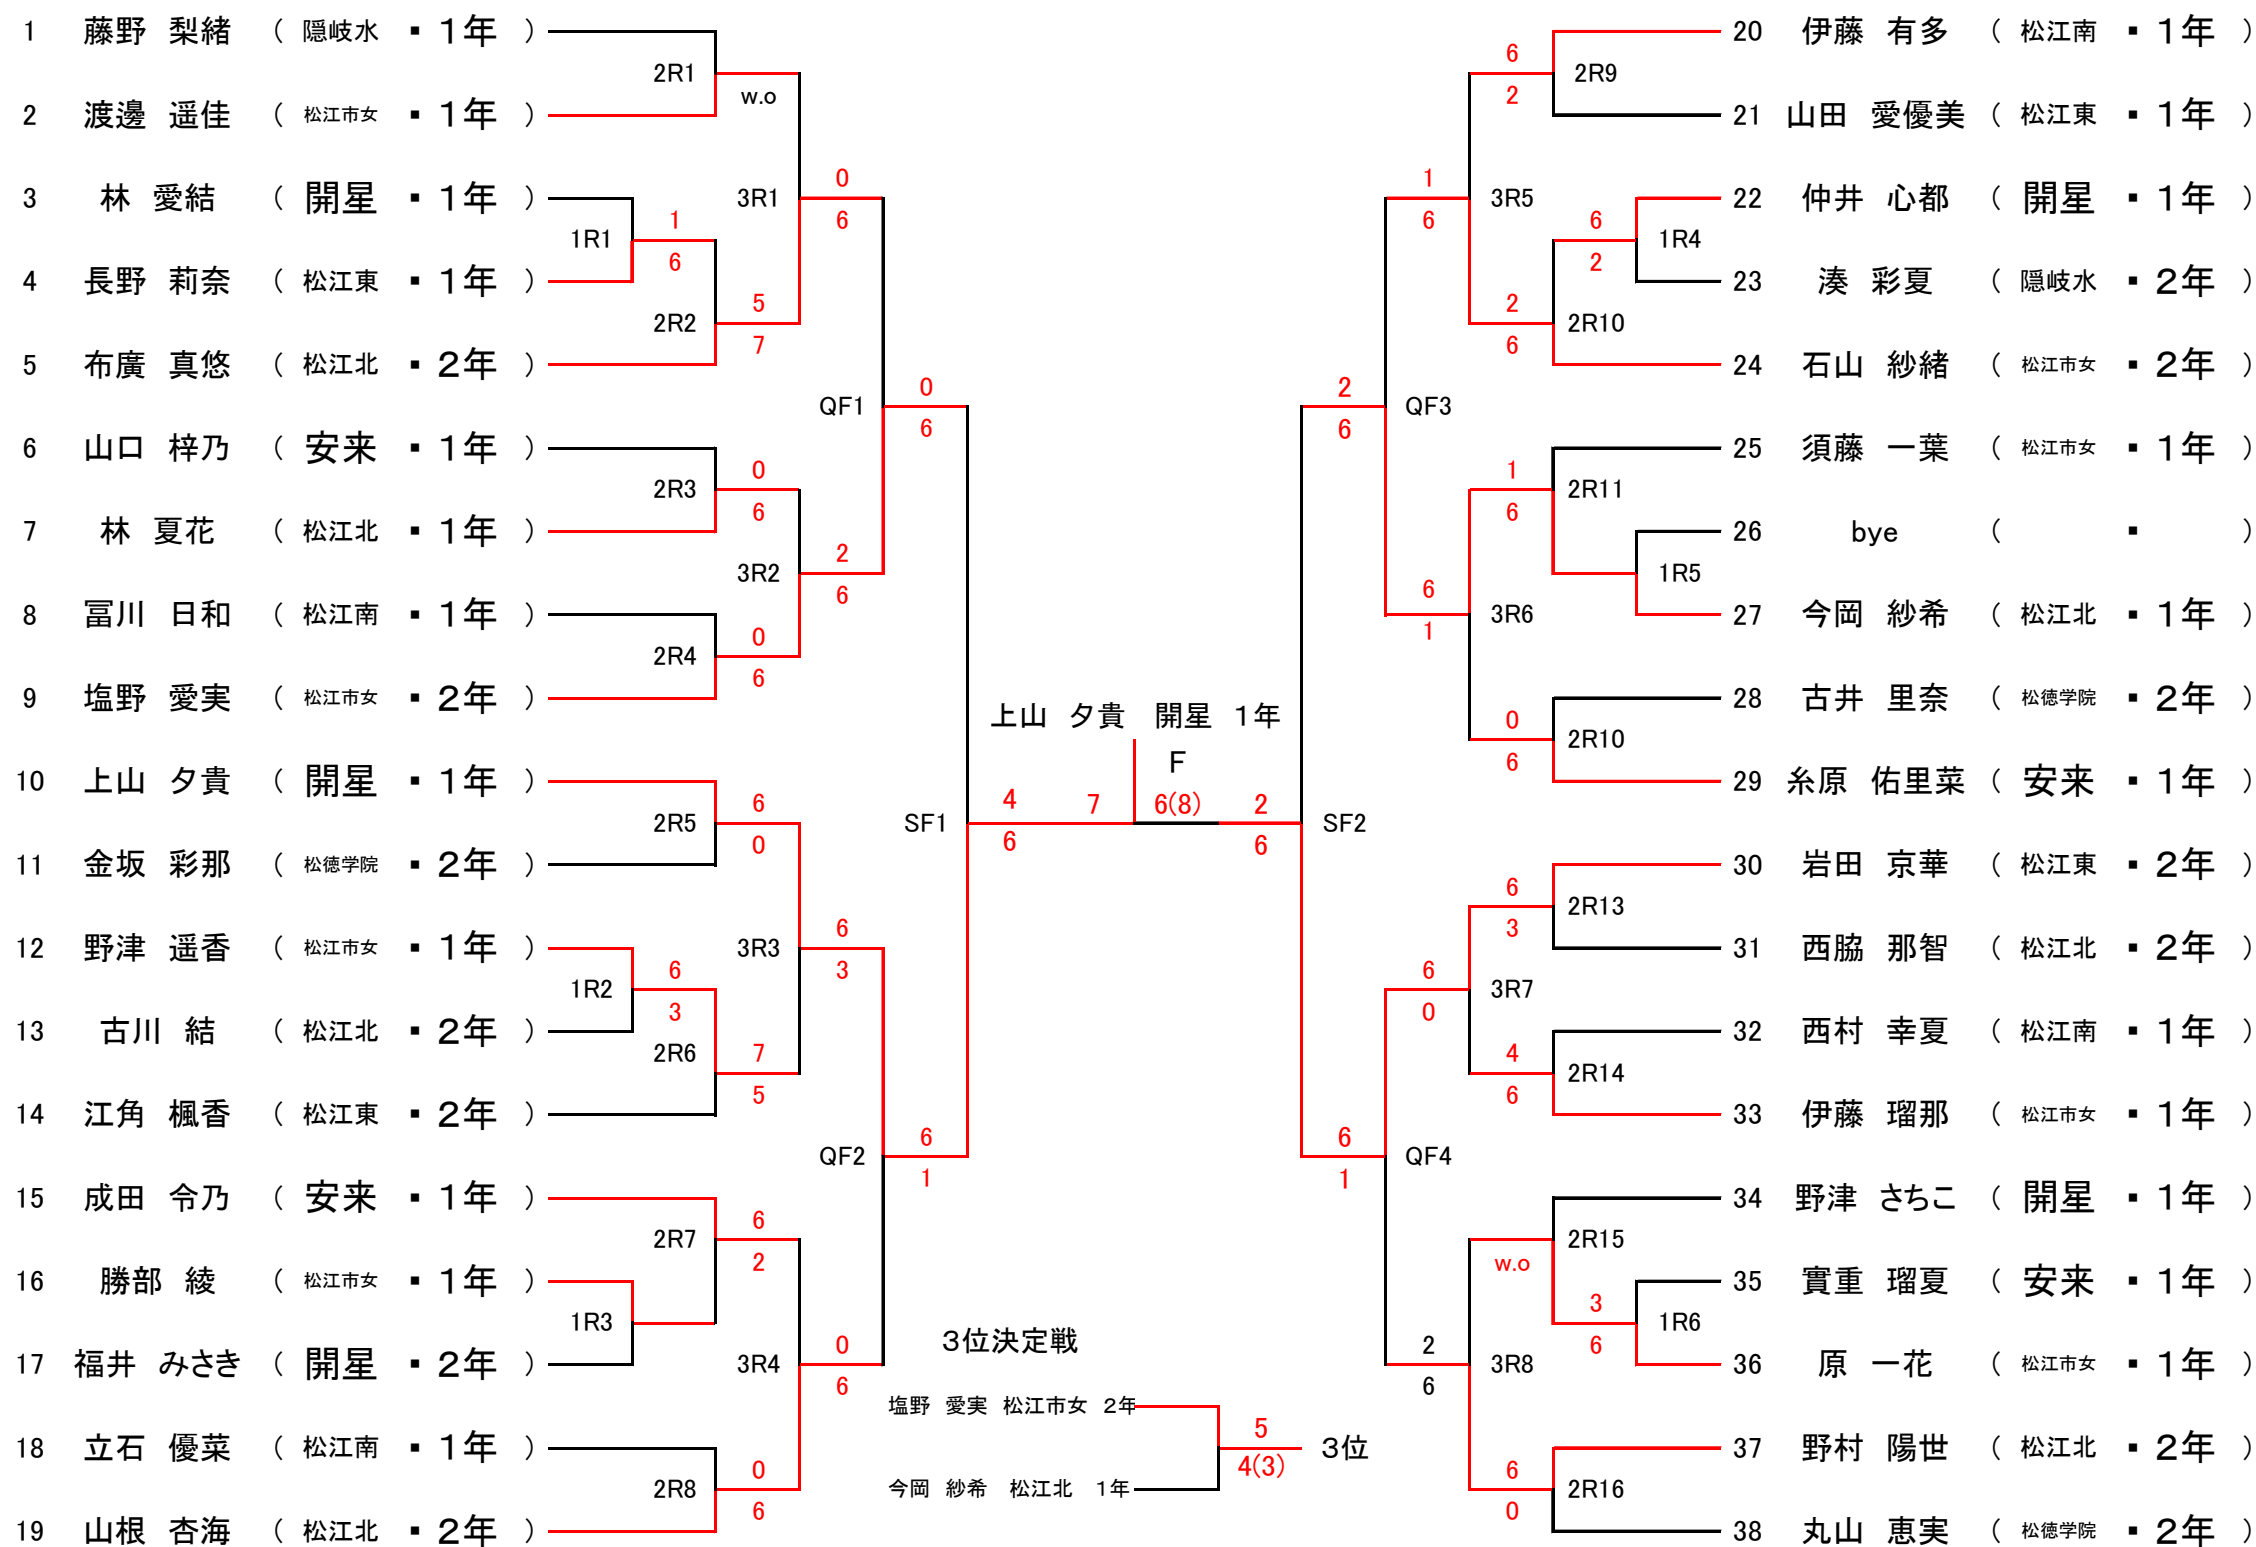 1 藤野 梨緒 ( 隠岐水 ・ 1年 )
2R1
w.o
2 渡邊 遥佳 ( 松江市女 ・ 1年 )
3 林 愛結 ( 開星 ・ 1年 )
1R1
1
6
3R1
0
6
4 長野 莉奈 ( 松江東 ・ 1年 )
2R2
5
7
5 布廣 真悠 ( 松江北 ・ 2年 )
QF1
0
6
6 山口 梓乃 ( 安来 ・ 1年 )
2R3
0
6
7 林 夏花 ( 松江北 ・ 1年 )
3R2
2
6
8 冨川 日和 ( 松江南 ・ 1年 )
2R4
0
6
9 塩野 愛実 ( 松江市女 ・ 2年 )
10 上山 夕貴 ( 開星 ・ 1年 )
2R5
6
0
SF1
4
6
11 金坂 彩那 ( 松徳学院 ・ 2年 )
12 野津 遥香 ( 松江市女 ・ 1年 )
1R2
6
3
3R3
6
3
13 古川 結 ( 松江北 ・ 2年 )
2R6
7
5
14 江角 楓香 ( 松江東 ・ 2年 )
QF2
6
1
15 成田 令乃 ( 安来 ・ 1年 )
2R7
6
2
16 勝部 綾 ( 松江市女 ・ 1年 )
1R3
17 福井 みさき ( 開星 ・ 2年 )
3R4
0
6
18 立石 優菜 ( 松江南 ・ 1年 )
2R8
0
6
19 山根 杏海 ( 松江北 ・ 2年 )
上山 夕貴 開星 1年
F
7 6(8)
3位決定戦
塩野 愛実 松江市女 2年
5
4(3)
3位
今岡 紗希 松江北 1年
20 伊藤 有多 ( 松江南 ・ 1年 )
6
2
2R9
21 山田 愛優美 ( 松江東 ・ 1年 )
22 仲井 心都 ( 開星 ・ 1年 )
1
6
3R5
6
2
1R4
23 湊 彩夏 ( 隠岐水 ・ 2年 )
2
6
2R10
24 石山 紗緒 ( 松江市女 ・ 2年 )
2
6
QF3
25 須藤 一葉 ( 松江市女 ・ 1年 )
1
6
2R11
26 bye ( ・ )
1R5
27 今岡 紗希 ( 松江北 ・ 1年 )
6
1
3R6
28 古井 里奈 ( 松徳学院 ・ 2年 )
0
6
2R10
29 糸原 佑里菜 ( 安来 ・ 1年 )
2
6
SF2
30 岩田 京華 ( 松江東 ・ 2年 )
6
3
2R13
31 西脇 那智 ( 松江北 ・ 2年 )
6
0
3R7
32 西村 幸夏 ( 松江南 ・ 1年 )
4
6
2R14
33 伊藤 瑠那 ( 松江市女 ・ 1年 )
6
1
QF4
34 野津 さちこ ( 開星 ・ 1年 )
w.o
2R15
35 實重 瑠夏 ( 安来 ・ 1年 )
3
6
1R6
36 原 一花 ( 松江市女 ・ 1年 )
2
6
3R8
37 野村 陽世 ( 松江北 ・ 2年 )
6
0
2R16
38 丸山 恵実 ( 松徳学院 ・ 2年 )